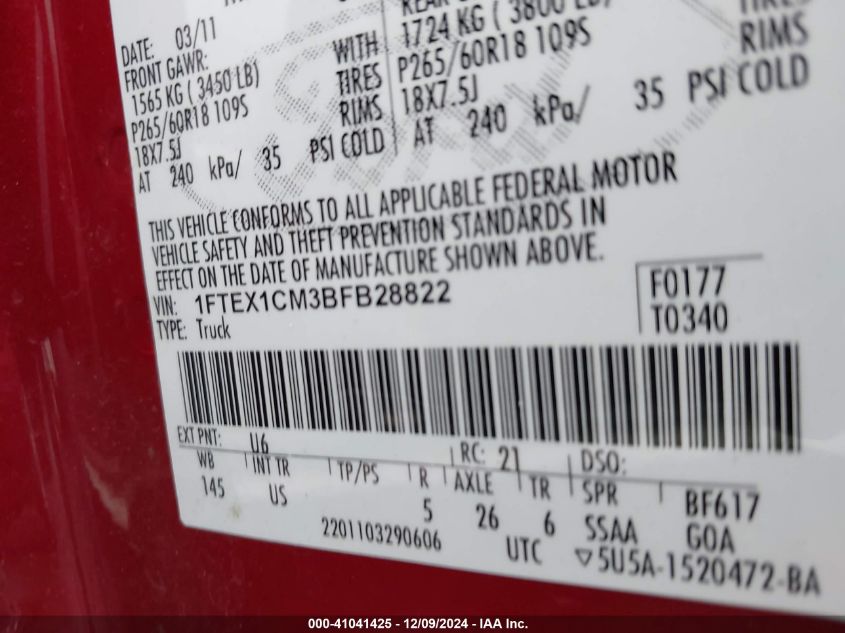 DATE: 03/11
FRONT GAWR:
1565 KG ( 3450 LB) WITH
P265/60R18 109S TIRES
18X7.5J RIMS
AT 240 kPa/ 35 PSI COLD
1724 KG ( 3800 LB)
P265/60R18 109S TIRES
18X7.5J RIMS
AT 240 kPa/ 35 PSI COLD
THIS VEHICLE CONFORMS TO ALL APPLICABLE FEDERAL MOTOR
VEHICLE SAFETY AND THEFT PREVENTION STANDARDS IN
EFFECT ON THE DATE OF MANUFACTURE SHOWN ABOVE.
VIN: 1FTEX1CM3BFB28822
TYPE: Truck
F0177
T0340
EXT PNT: U6 RC: 21 DSO:
WB INT TR TP/PS R AXLE TR SPR BF617
145 US 5 26 6 SSAA GOA
2201103290606 UTC ▽5U5A-1520472-BA
000-41041425 - 12/09/2024 - IAA Inc.